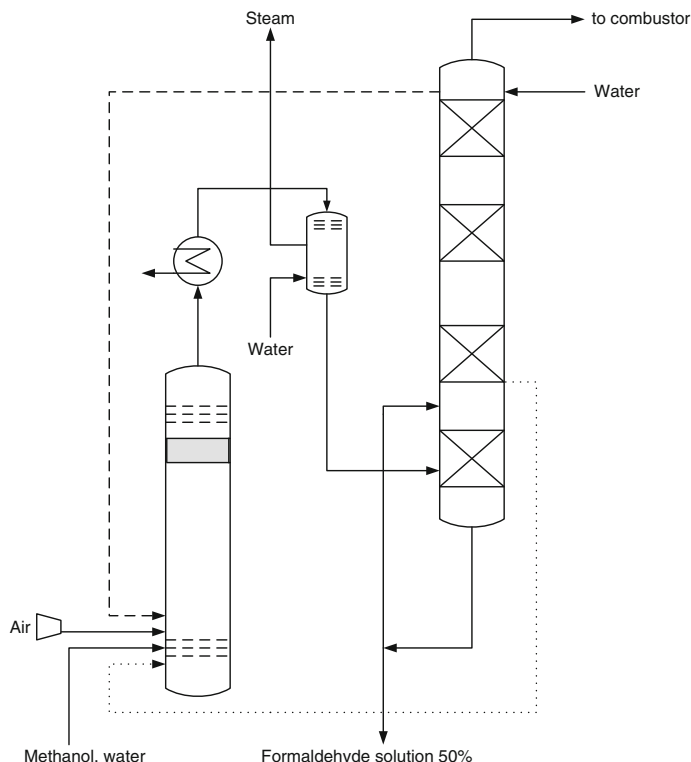 Steam
to combustor
Water
Water
Air
Methanol, water
Formaldehyde solution 50%